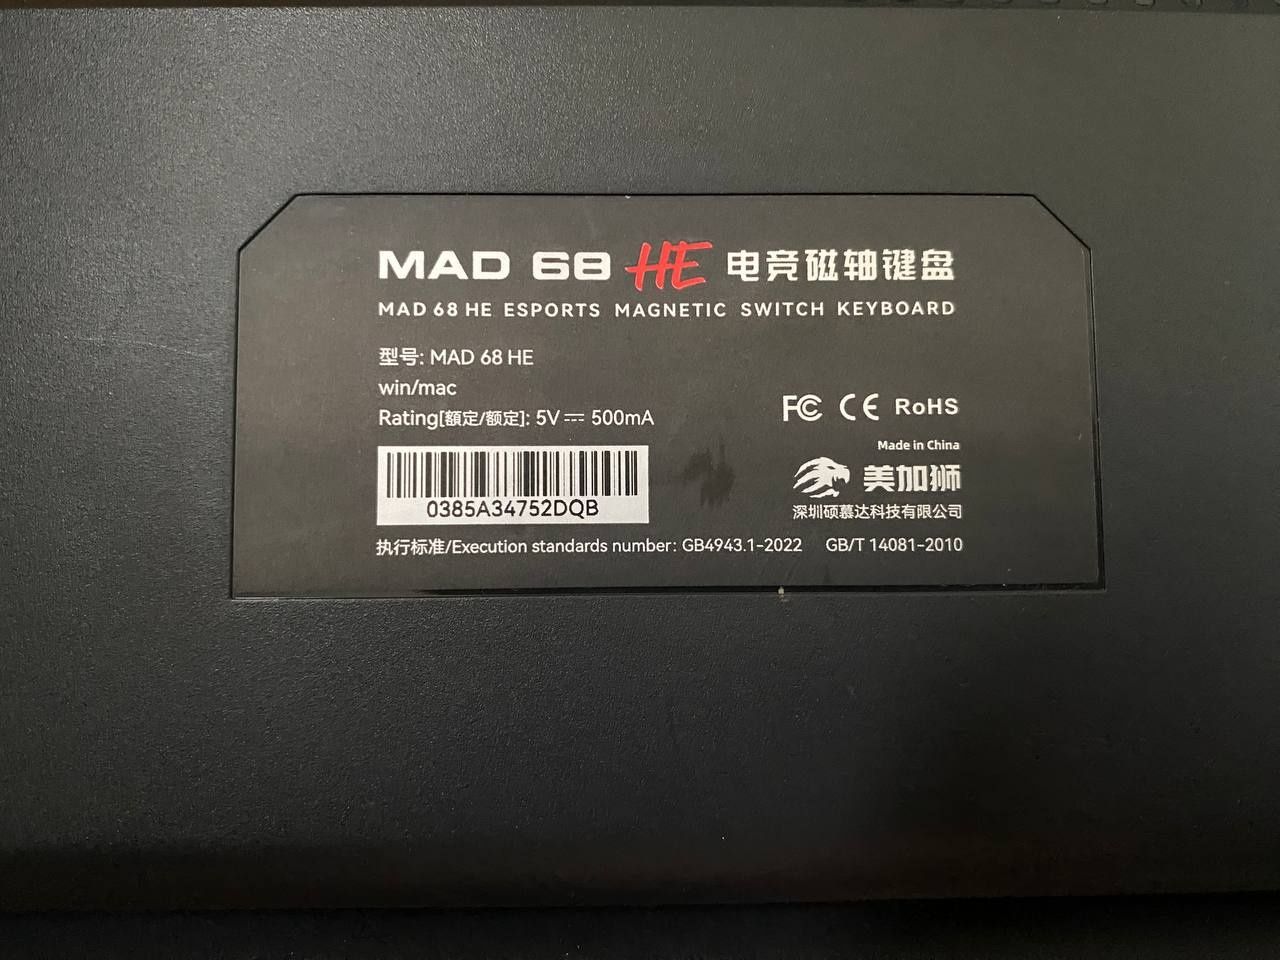 MAD 68 HE 电竞磁轴键盘
MAD 68 HE ESPORTS MAGNETIC SWITCH KEYBOARD
型号: MAD 68 HE
win/mac
Rating[額定/额定]: 5V 500mA
FC CE RoHS
Made in China
美加狮
0385A34752DQB
深圳硕慕达科技有限公司
执行标准/Execution standards number: GB4943.1-2022 GB/T 14081-2010